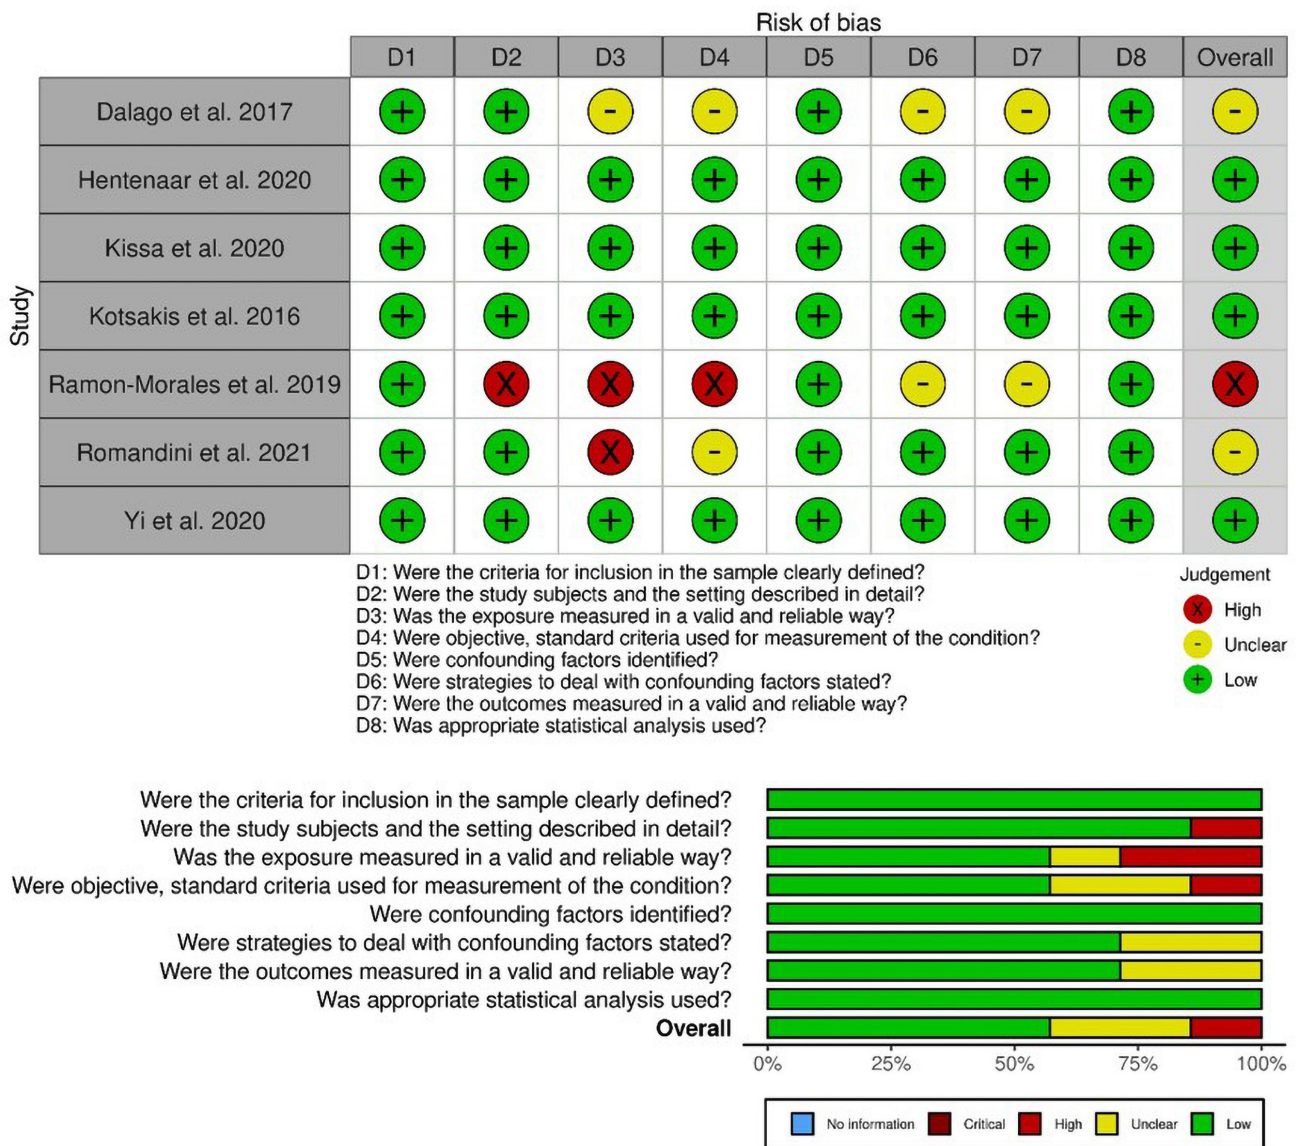 Risk of bias
D1 D2 D3 D4 D5 D6 D7 D8 Overall
Study
Dalago et al. 2017 + + - - + - - + -
Hentenaar et al. 2020 + + + + + + + + +
Kissa et al. 2020 + + + + + + + + +
Kotsakis et al. 2016 + + + + + + + + +
Ramon-Morales et al. 2019 + X X X + - - + X
Romandini et al. 2021 + + X - + + + + -
Yi et al. 2020 + + + + + + + + +
D1: Were the criteria for inclusion in the sample clearly defined?
D2: Were the study subjects and the setting described in detail?
D3: Was the exposure measured in a valid and reliable way?
D4: Were objective, standard criteria used for measurement of the condition?
D5: Were confounding factors identified?
D6: Were strategies to deal with confounding factors stated?
D7: Were the outcomes measured in a valid and reliable way?
D8: Was appropriate statistical analysis used?
Judgement
X High
- Unclear
+ Low
Were the criteria for inclusion in the sample clearly defined?
Were the study subjects and the setting described in detail?
Was the exposure measured in a valid and reliable way?
Were objective, standard criteria used for measurement of the condition?
Were confounding factors identified?
Were strategies to deal with confounding factors stated?
Were the outcomes measured in a valid and reliable way?
Was appropriate statistical analysis used?
Overall
0% 25% 50% 75% 100%
No information Critical High Unclear Low